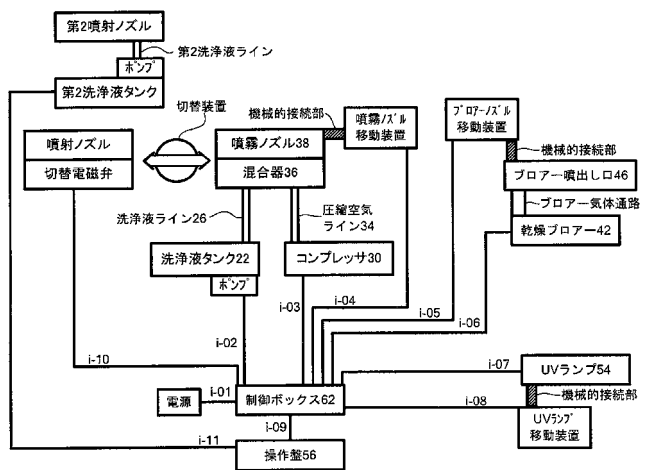 第2噴射ノズル
第2洗浄液ライン
ポンプ
第2洗浄液タンク
切替装置
噴射ノズル
切替電磁弁
機械的接続部
噴霧ノズル38
混合器36
噴霧ノズル
移動装置
ブロアーノズル
移動装置
機械的接続部
ブロアー噴出し口46
ブロアー気体通路
乾燥ブロアー42
洗浄液ライン26
圧縮空気
ライン34
洗浄液タンク22
ポンプ
コンプレッサ30
i-03
i-04
i-05
i-06
i-02
i-10
i-07
UVランプ54
機械的接続部
i-08
UVランプ
移動装置
電源
i-01
制御ボックス62
i-09
i-11
操作盤56